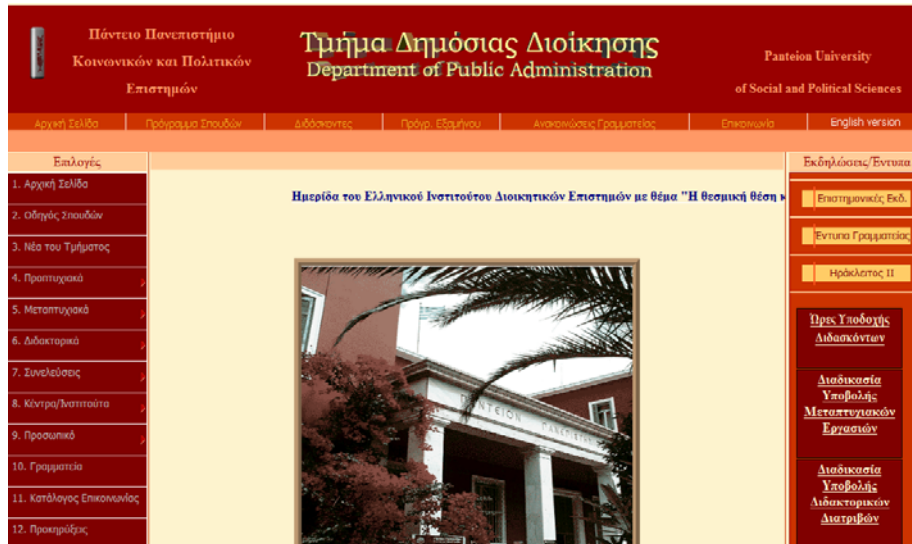 Πάντειο Πανεπιστήμιο
Κοινωνικών και Πολιτικών
Επιστημών
Τμήμα Δημόσιας Διοίκησης
Department of Public Administration
Panteion University
of Social and Political Sciences
Αρχική Σελίδα
Πρόγραμμα Σπουδών
Διδάσκοντες
Πρόγρ. Εξαμήνου
Ανακοινώσεις Γραμματείας
Επικοινωνία
English version
Επιλογές
1. Αρχική Σελίδα
2. Οδηγός Σπουδών
3. Νέα του Τμήματος
4. Προπτυχιακά
5. Μεταπτυχιακά
6. Διδακτορικά
7. Συνελεύσεις
8. Κέντρα/Ινστιτούτα
9. Προσωπικό
10. Γραμματεία
11. Κατάλογος Επικοινωνίας
12. Προκηρύξεις
Ημερίδα του Ελληνικού Ινστιτούτου Διοικητικών Επιστημών με θέμα "Η θεσμική θέση κ
ΠΑΝΤΕΙΟΝ
Εκδηλώσεις/Έντυπα
Επιστημονικές Εκδ.
Έντυπα Γραμματείας
Ηράκλειτος ΙΙ
Ώρες Υποδοχής
Διδασκόντων
Διαδικασία
Υποβολής
Μεταπτυχιακών
Εργασιών
Διαδικασία
Υποβολής
Διδακτορικών
Διατριβών